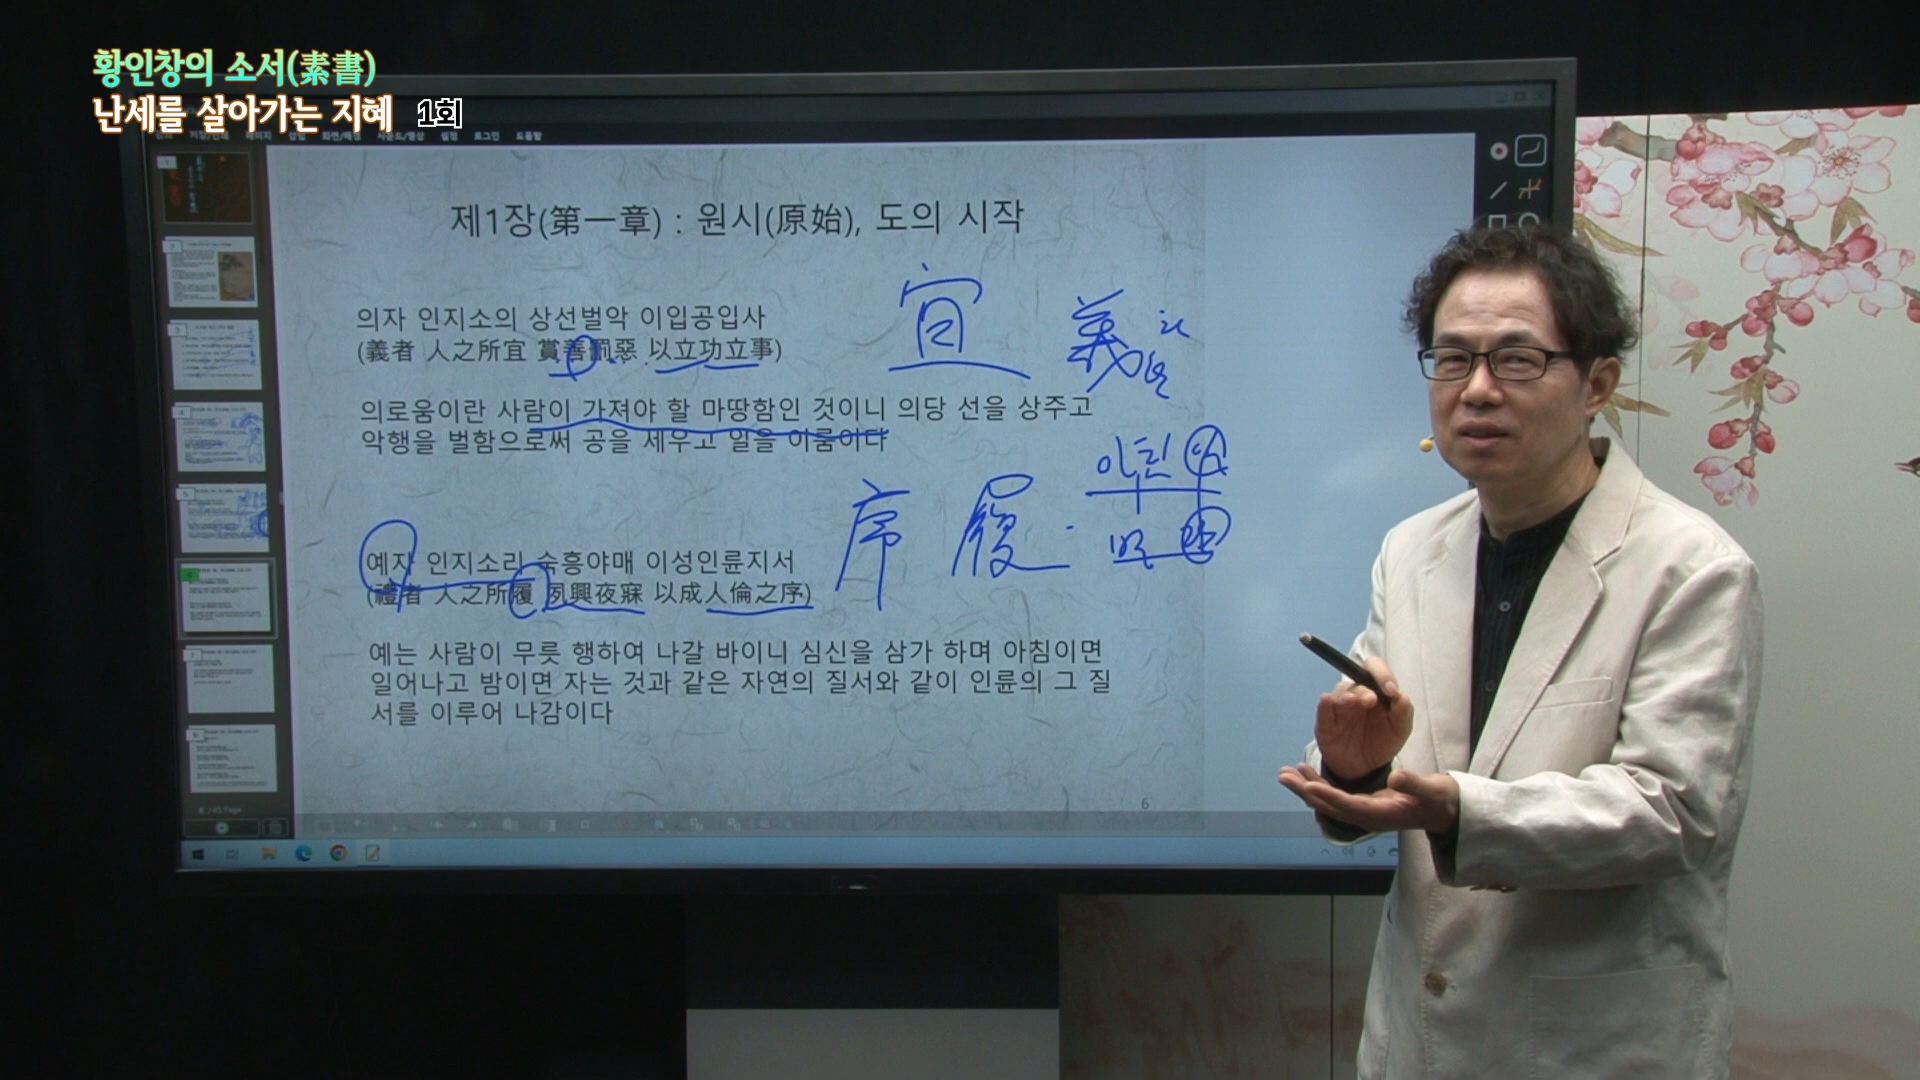 황인창의 소서(素書)
난세를 살아가는 지혜 1회
제1장(第一章) : 원시(原始), 도의 시작
의자 인지소의 상선벌악 이입공입사
(義者 人之所宜 賞善罰惡 以立功立事)
의로움이란 사람이 가져야 할 마땅함인 것이니 의당 선을 상주고
악행을 벌함으로써 공을 세우고 일을 이룸이다
예자 인지소리 숙흥야매 이성인륜지서
(禮者 人之所履 夙興夜寐 以成人倫之序)
예는 사람이 무릇 행하여 나갈 바이니 심신을 삼가 하며 아침이면
일어나고 밤이면 자는 것과 같은 자연의 질서와 같이 인륜의 그 질
서를 이루어 나감이다
宜 義
序 履
6